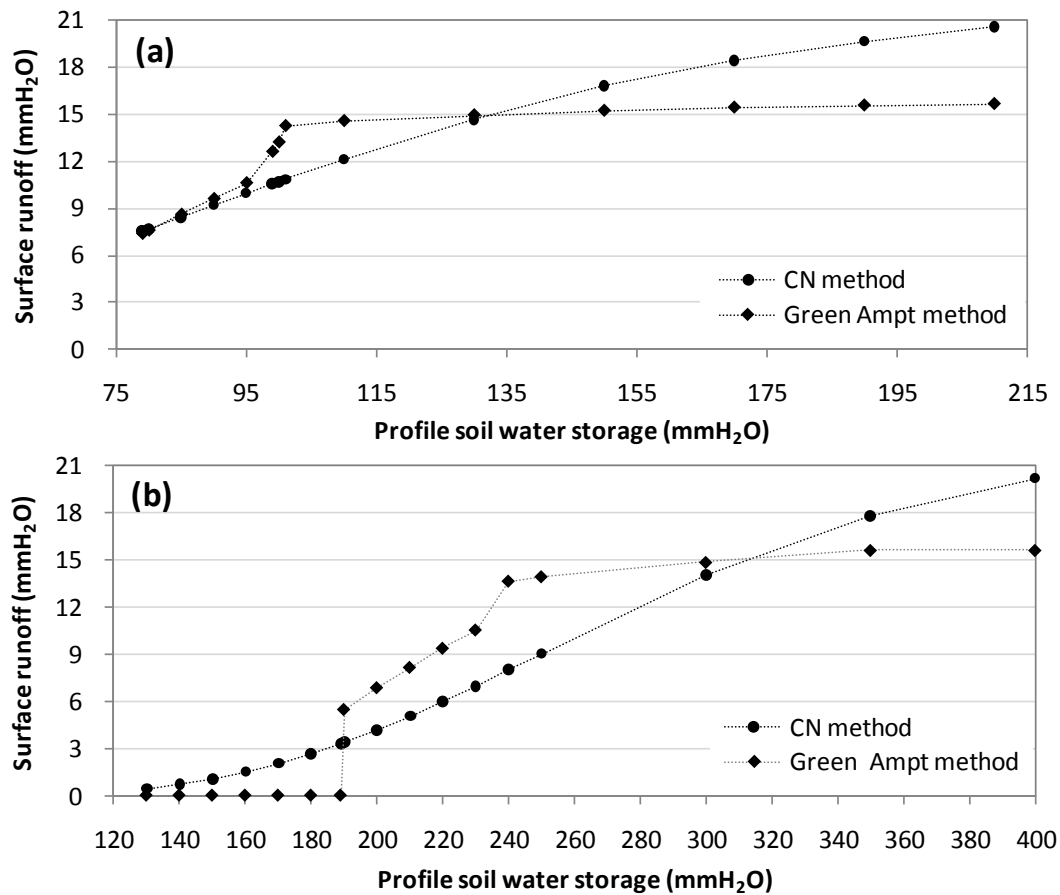 21
(a)
18
15
12
9
6
3
0
Surface runoff (mmH₂O)
CN method
Green Ampt method
75 95 115 135 155 175 195 215
Profile soil water storage (mmH₂O)
21
(b)
18
15
12
9
6
3
0
Surface runoff (mmH₂O)
CN method
Green Ampt method
120 140 160 180 200 220 240 260 280 300 320 340 360 380 400
Profile soil water storage (mmH₂O)